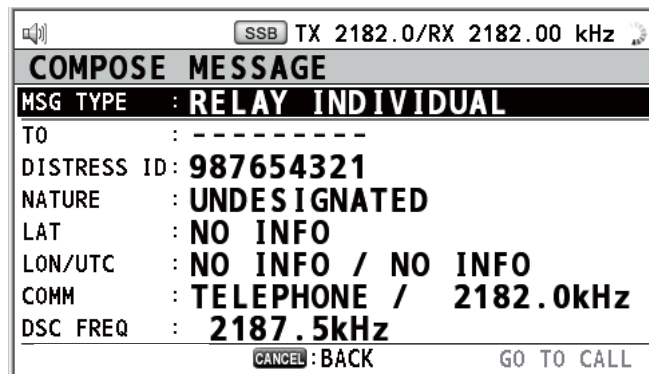 SSB TX 2182.0/RX 2182.00 kHz
COMPOSE MESSAGE
MSG TYPE : RELAY INDIVIDUAL
TO : - - - - - - - - -
DISTRESS ID: 987654321
NATURE : UNDESIGNATED
LAT : NO INFO
LON/UTC : NO INFO / NO INFO
COMM : TELEPHONE / 2182.0kHz
DSC FREQ : 2187.5kHz
CANCEL : BACK GO TO CALL